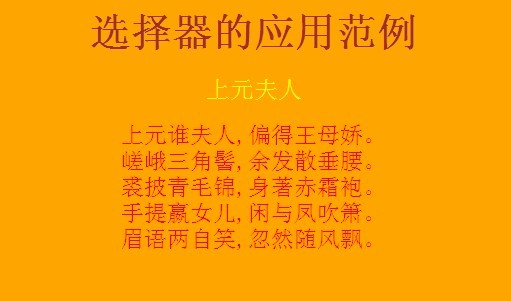 选择器的应用范例
上元夫人
上元谁夫人,偏得王母娇。
嵯峨三角髻,余发散垂腰。
裘披青毛锦,身著赤霜袍。
手提嬴女儿,闲与凤吹箫。
眉语两自笑,忽然随风飘。